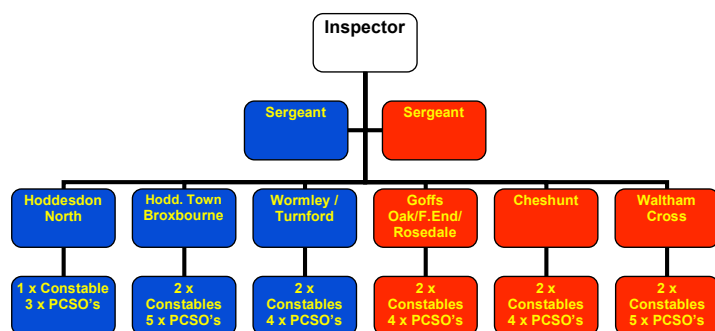 Inspector
Sergeant
Sergeant
Hoddesdon
North
Hodd. Town
Broxbourne
Wormley /
Turnford
Goffs
Oak/F.End/
Rosedale
Cheshunt
Waltham
Cross
1 x Constable
3 x PCSO's
2 x
Constables
5 x PCSO's
2 x
Constables
4 x PCSO's
2 x
Constables
4 x PCSO's
2 x
Constables
4 x PCSO's
2 x
Constables
5 x PCSO's